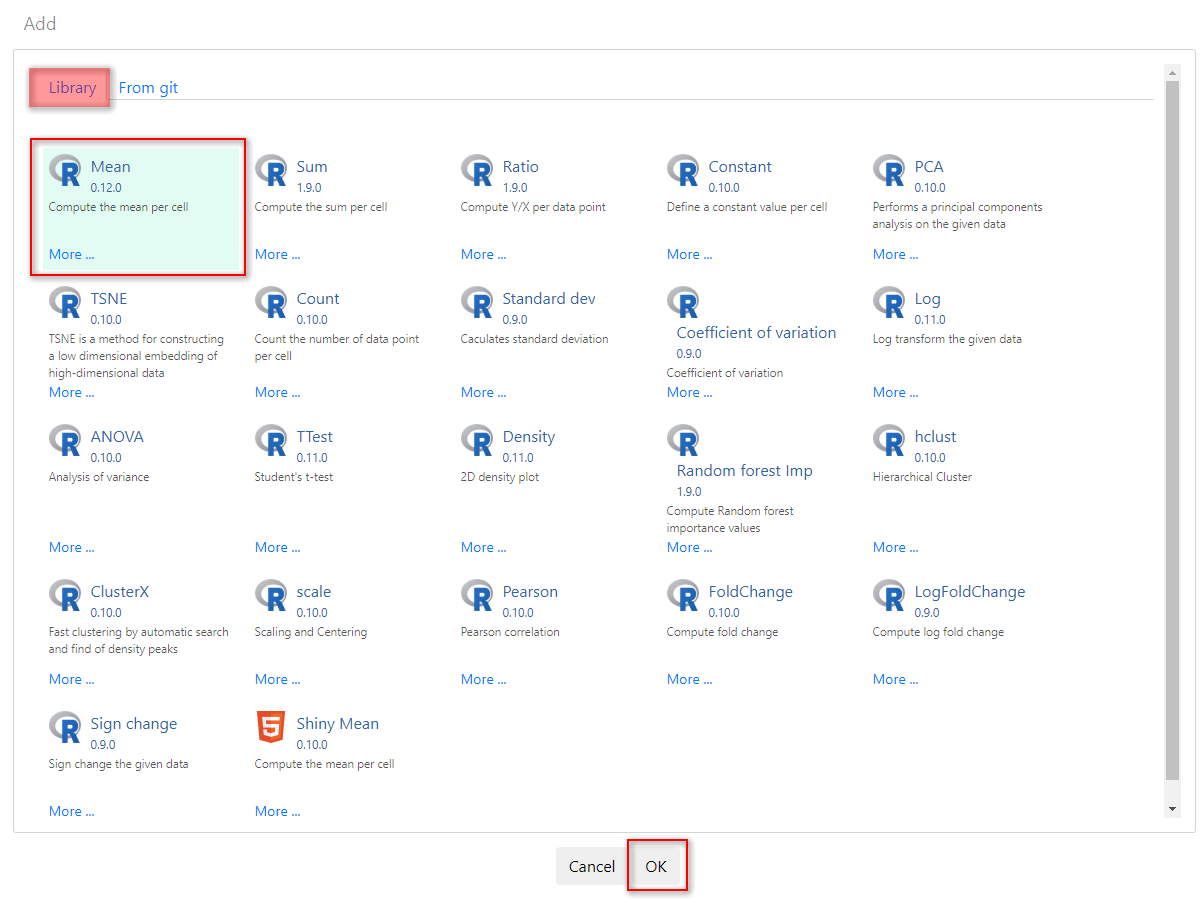 Add
Library
From git
Mean
0.12.0
Compute the mean per cell
More ...
Sum
1.9.0
Compute the sum per cell
More ...
Ratio
1.9.0
Compute Y/X per data point
More ...
Constant
0.10.0
Define a constant value per cell
More ...
PCA
0.10.0
Performs a principal components
analysis on the given data
More ...
TSNE
0.10.0
TSNE is a method for constructing
a low dimensional embedding of
high-dimensional data
More ...
Count
0.10.0
Count the number of data point
per cell
More ...
Standard dev
0.9.0
Caculates standard deviation
More ...
Coefficient of variation
0.9.0
Coefficient of variation
More ...
Log
0.11.0
Log transform the given data
More ...
ANOVA
0.10.0
Analysis of variance
More ...
TTest
0.11.0
Student's t-test
More ...
Density
0.11.0
2D density plot
More ...
Random forest Imp
1.9.0
Compute Random forest
importance values
More ...
hclust
0.10.0
Hierarchical Cluster
More ...
ClusterX
0.10.0
Fast clustering by automatic search
and find of density peaks
More ...
scale
0.10.0
Scaling and Centering
More ...
Pearson
0.10.0
Pearson correlation
More ...
FoldChange
0.10.0
Compute fold change
More ...
LogFoldChange
0.9.0
Compute log fold change
More ...
Sign change
0.9.0
Sign change the given data
More ...
Shiny Mean
0.10.0
Compute the mean per cell
More ...
Cancel
OK